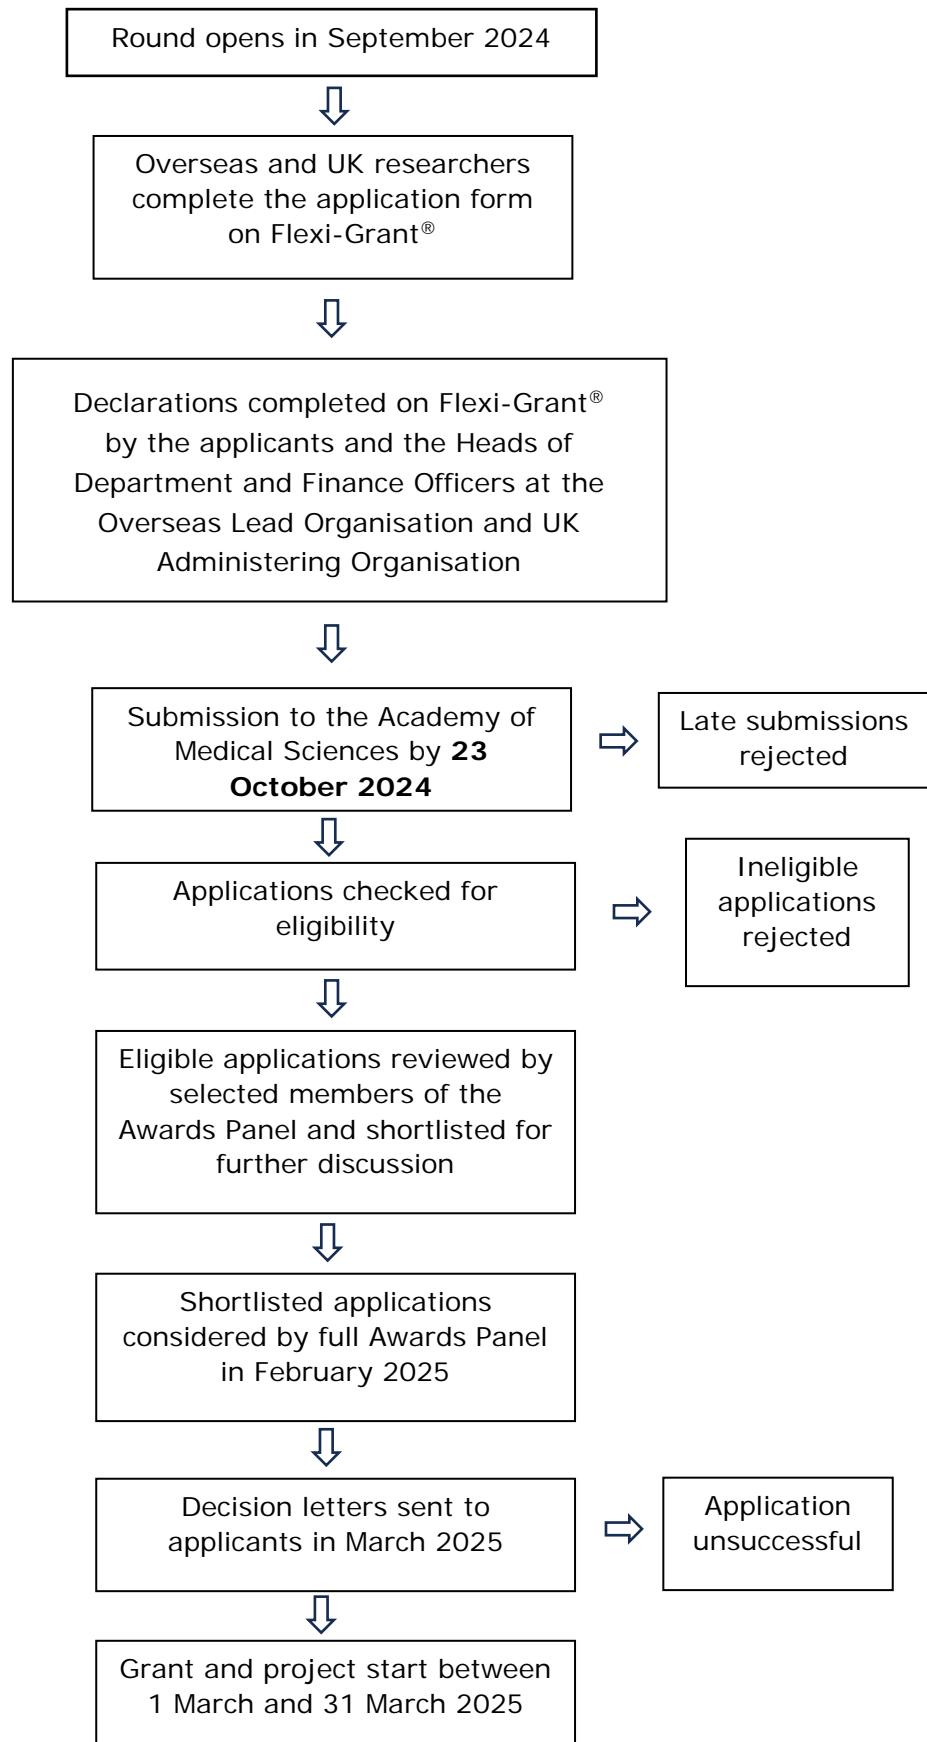 Round opens in September 2024
Overseas and UK researchers
complete the application form
on Flexi-Grant®
Declarations completed on Flexi-Grant®
by the applicants and the Heads of
Department and Finance Officers at the
Overseas Lead Organisation and UK
Administering Organisation
Submission to the Academy of
Medical Sciences by 23
October 2024
Late submissions
rejected
Applications checked for
eligibility
Ineligible
applications
rejected
Eligible applications reviewed by
selected members of the
Awards Panel and shortlisted for
further discussion
Shortlisted applications
considered by full Awards Panel
in February 2025
Decision letters sent to
applicants in March 2025
Application
unsuccessful
Grant and project start between
1 March and 31 March 2025